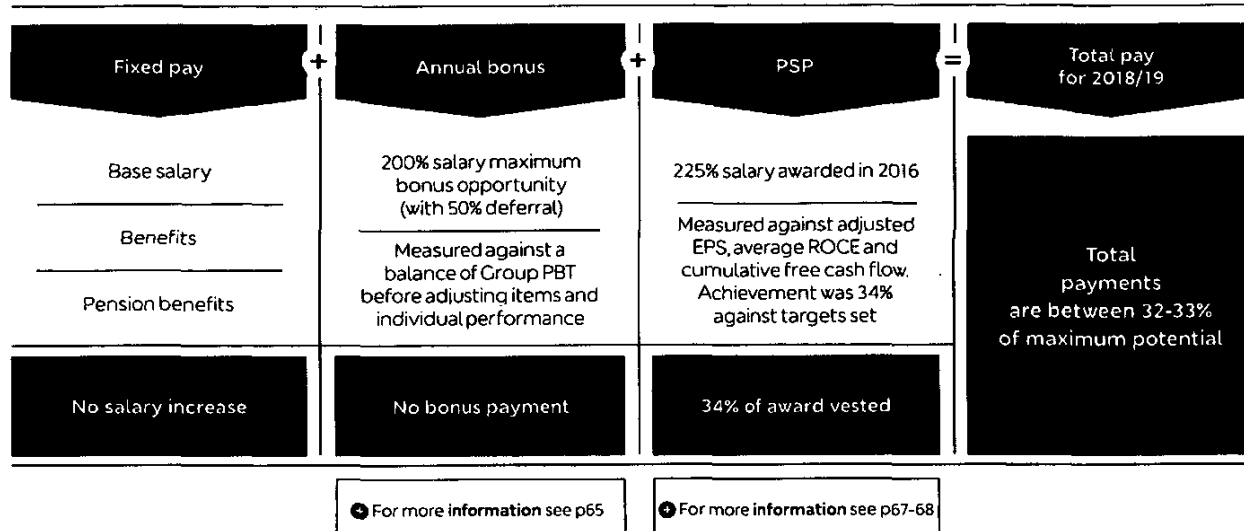 Fixed pay
+
Annual bonus
+
PSP
=
Total pay
for 2018/19
Base salary
Benefits
Pension benefits
No salary increase
200% salary maximum
bonus opportunity
(with 50% deferral)
Measured against a
balance of Group PBT
before adjusting items and
individual performance
No bonus payment
225% salary awarded in 2016
Measured against adjusted
EPS, average ROCE and
cumulative free cash flow.
Achievement was 34%
against targets set
34% of award vested
Total
payments
are between 32-33%
of maximum potential
For more information see p65
For more information see p67-68